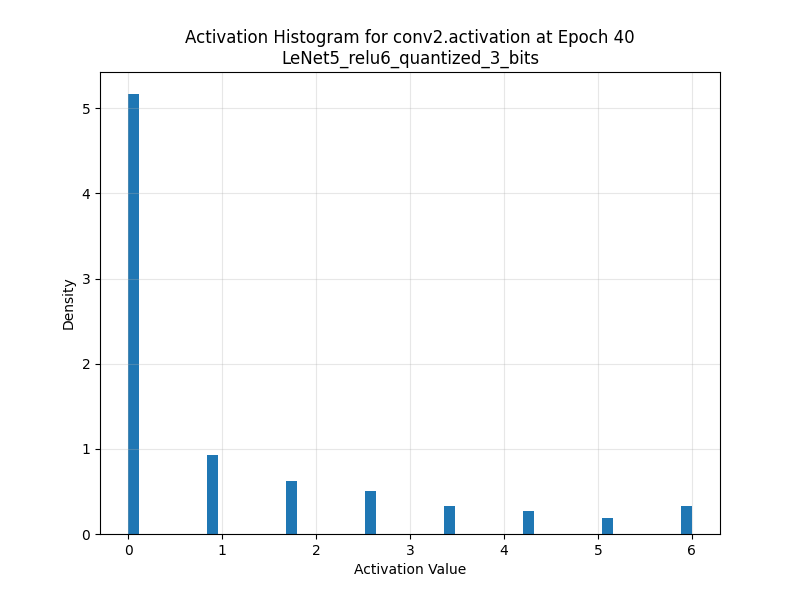 Activation Histogram for conv2.activation at Epoch 40
LeNet5_relu6_quantized_3_bits
5
4
3
2
1
0
Density
0 1 2 3 4 5 6
Activation Value